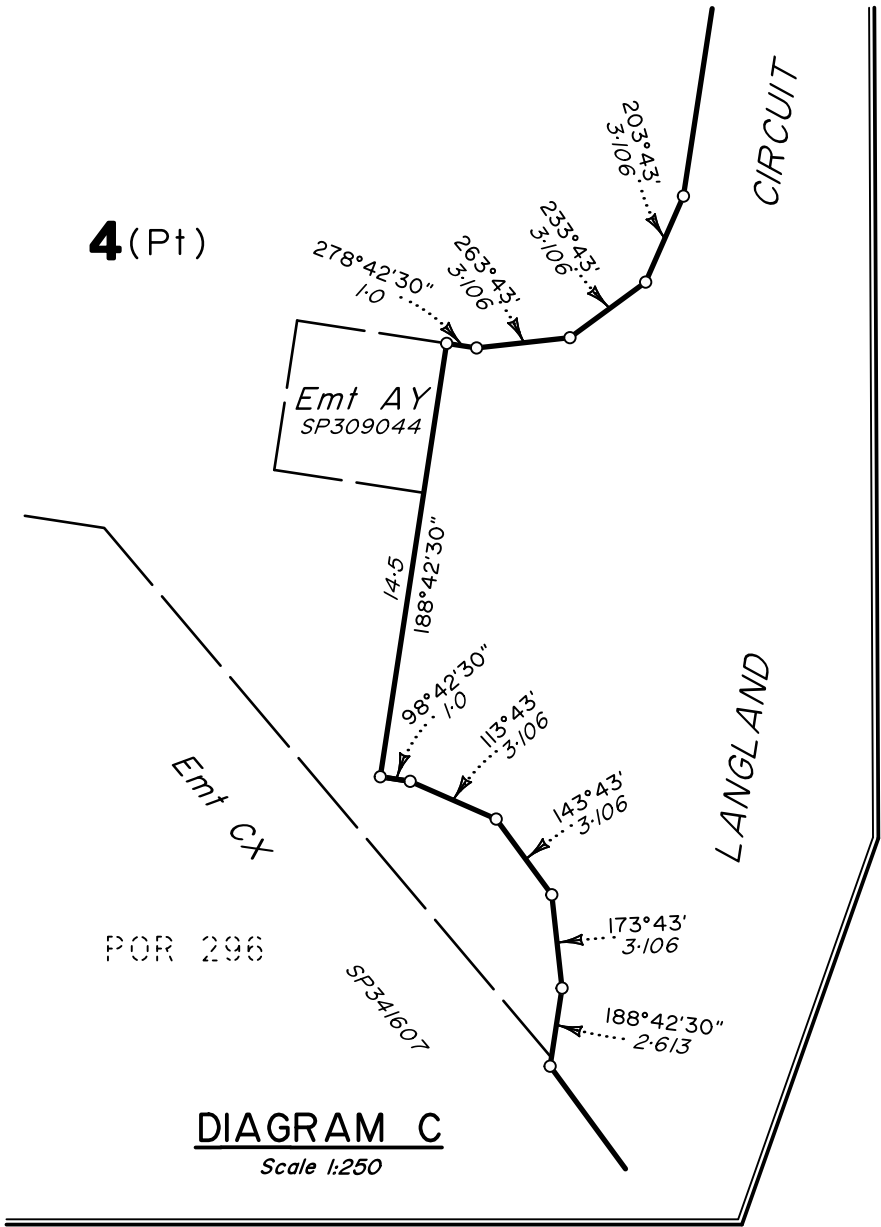 CIRCUIT
203°43'
3·106
4(Pt)
233°43'
3·106
263°43'
3·106
278°42'30"
1·0
Emt AY
SP309044
14·5
188°42'30"
98°42'30"
1·0
113°43'
3·106
143°43'
3·106
LANGLAND
Emt CX
173°43'
3·106
POR 296
SP341607
188°42'30"
2·613
DIAGRAM C
Scale 1:250